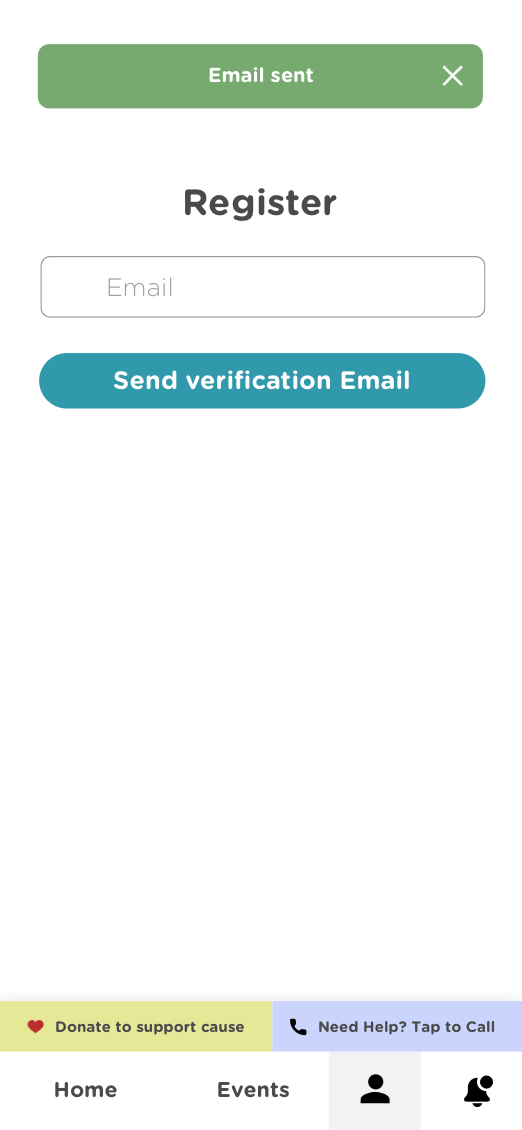 Email sent
Register
Email
Send verification Email
Donate to support cause
Need Help? Tap to Call
Home
Events